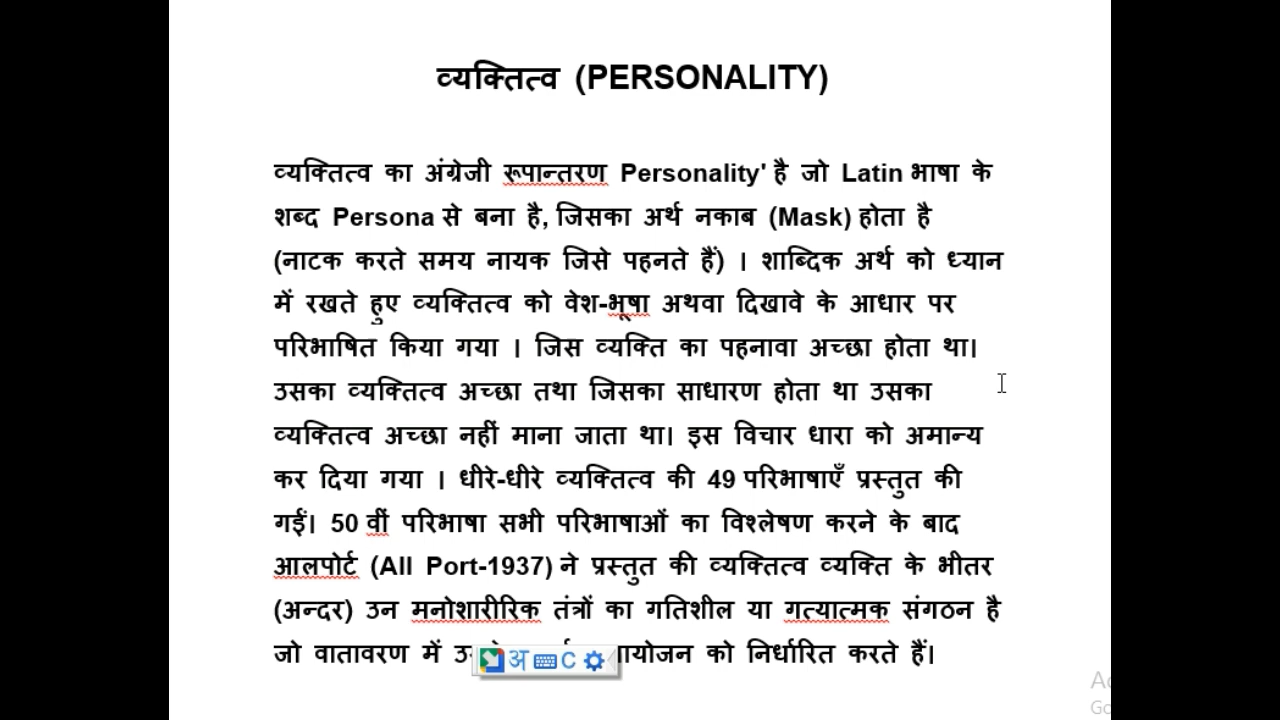 व्यक्तित्व (PERSONALITY)
व्यक्तित्व का अंग्रेजी रूपान्तरण Personality' है जो Latin भाषा के
शब्द Persona से बना है, जिसका अर्थ नकाब (Mask) होता है
(नाटक करते समय नायक जिसे पहनते हैं) । शाब्दिक अर्थ को ध्यान
में रखते हुए व्यक्तित्व को वेश-भूषा अथवा दिखावे के आधार पर
परिभाषित किया गया । जिस व्यक्ति का पहनावा अच्छा होता था।
उसका व्यक्तित्व अच्छा तथा जिसका साधारण होता था उसका
व्यक्तित्व अच्छा नहीं माना जाता था। इस विचार धारा को अमान्य
कर दिया गया । धीरे-धीरे व्यक्तित्व की 49 परिभाषाएँ प्रस्तुत की
गईं। 50 वीं परिभाषा सभी परिभाषाओं का विश्लेषण करने के बाद
आलपोर्ट (All Port-1937) ने प्रस्तुत की व्यक्तित्व व्यक्ति के भीतर
(अन्दर) उन मनोशारीरिक तंत्रों का गतिशील या गत्यात्मक संगठन है
जो वातावरण में को निर्धारित करते हैं।
अ C